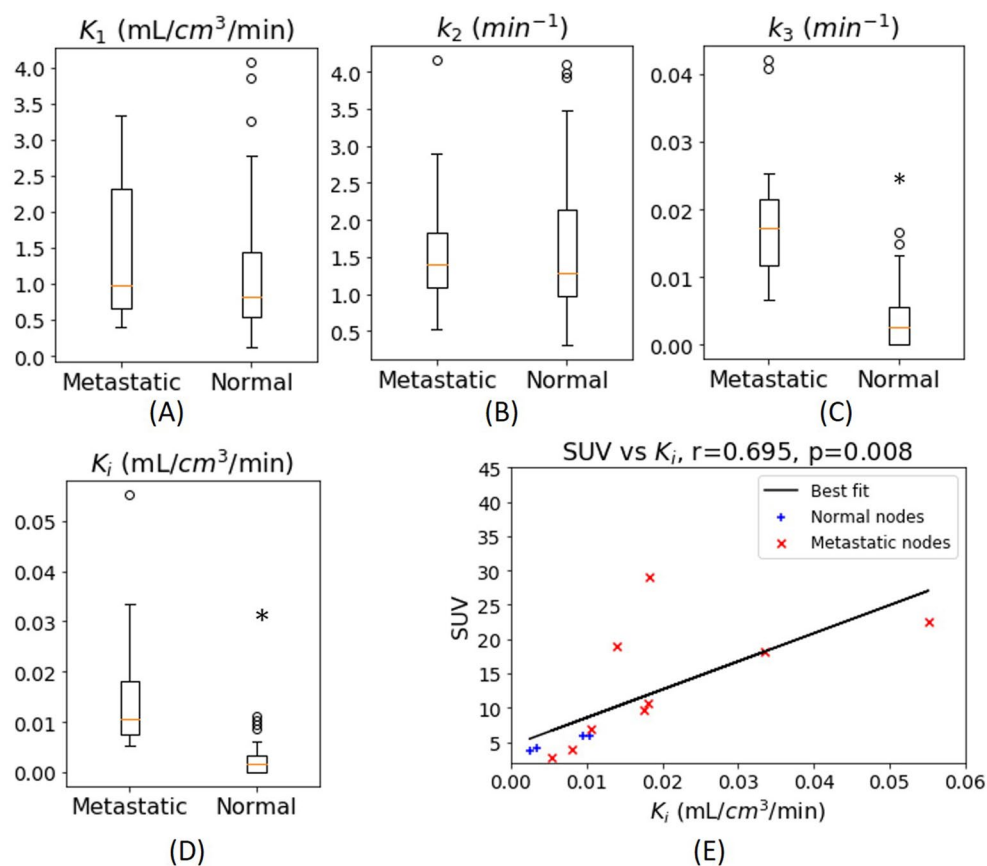 K₁ (mL/cm³/min)
4.0
3.5
3.0
2.5
2.0
1.5
1.0
0.5
0.0
Metastatic Normal
(A)
k₂ (min⁻¹)
4.0
3.5
3.0
2.5
2.0
1.5
1.0
0.5
Metastatic Normal
(B)
k₃ (min⁻¹)
0.04
0.03
0.02
0.01
0.00
*
Metastatic Normal
(C)
Kᵢ (mL/cm³/min)
0.05
0.04
0.03
0.02
0.01
0.00
*
Metastatic Normal
(D)
SUV vs Kᵢ, r=0.695, p=0.008
45
40
35
30
25
20
15
10
5
SUV
Best fit
Normal nodes
Metastatic nodes
0.00 0.01 0.02 0.03 0.04 0.05 0.06
Kᵢ (mL/cm³/min)
(E)